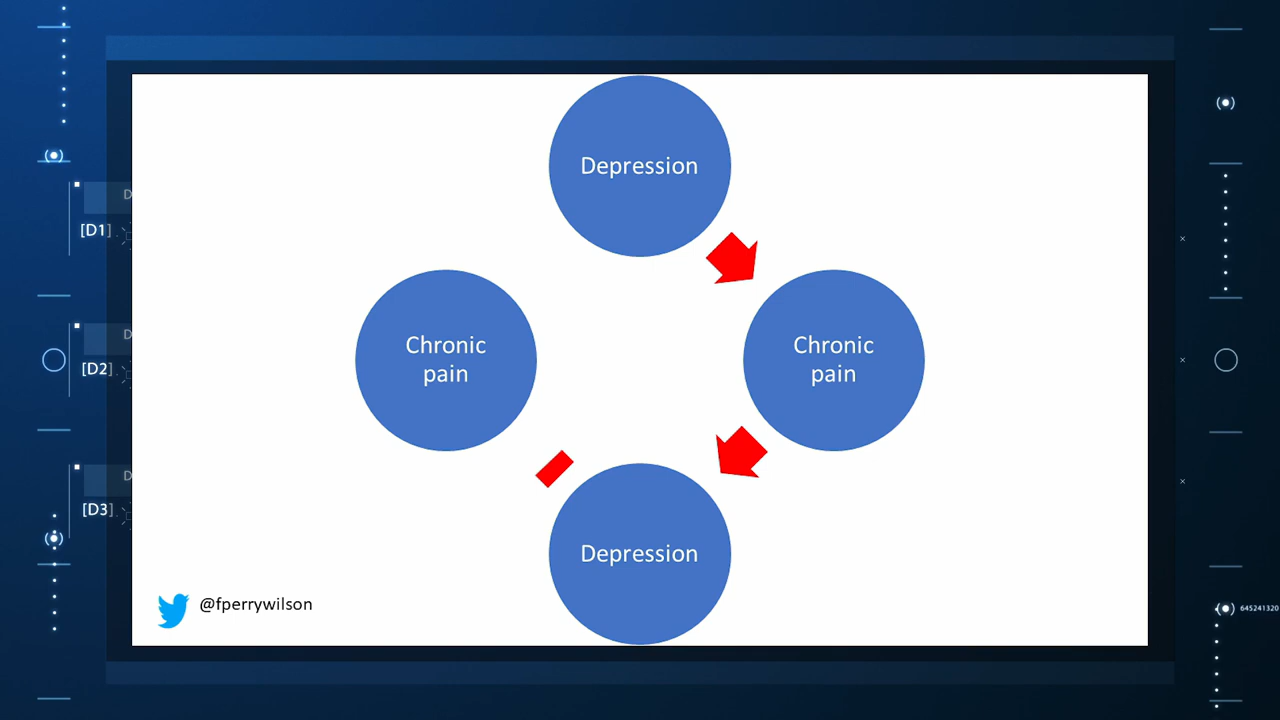 Depression
Chronic
pain
Chronic
pain
Depression
@fperrywilson
D
[D1]
D
[D2]
D
[D3]
645241320